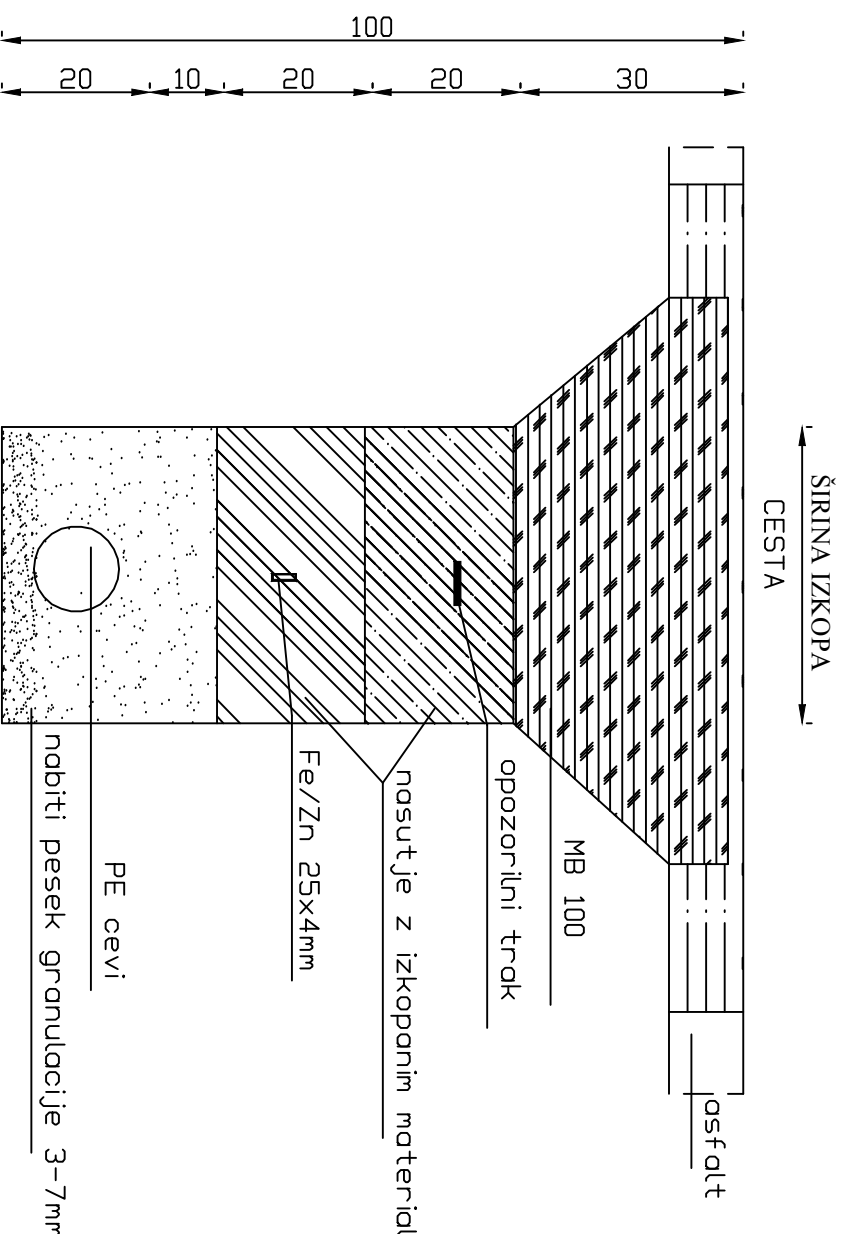 ŠIRINA IZKOPA
CESTA
asfalt
MB 100
opozorilni trak
nasutje z izkopanim material
Fe/Zn 25x4mm
PE cevi
nabiti pesek granulacije 3-7mm
100
30
20
20
10
20